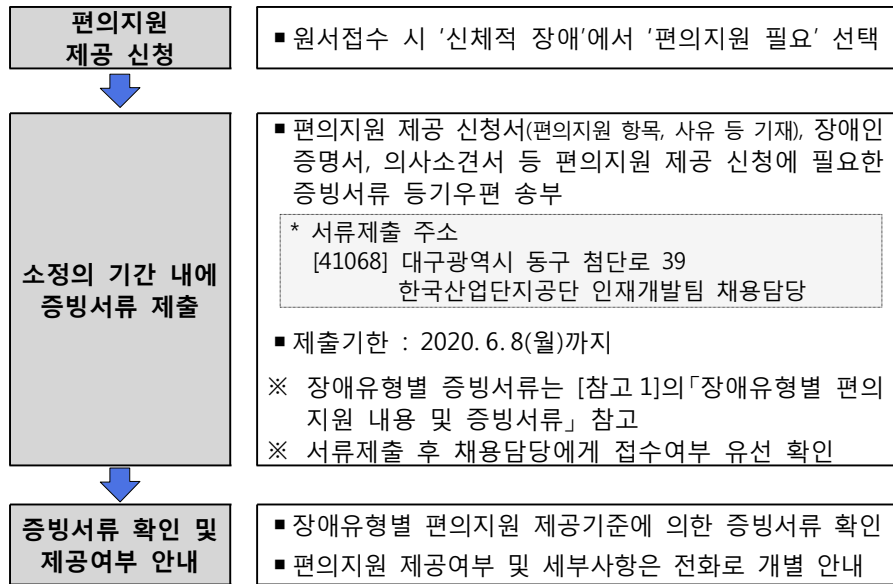 편의지원
제공 신청
▪ 원서접수 시 '신체적 장애'에서 '편의지원 필요' 선택
소정의 기간 내에
증빙서류 제출
▪ 편의지원 제공 신청서(편의지원 항목, 사유 등 기재), 장애인
증명서, 의사소견서 등 편의지원 제공 신청에 필요한
증빙서류 등기우편 송부
* 서류제출 주소
[41068] 대구광역시 동구 첨단로 39
한국산업단지공단 인재개발팀 채용담당
▪ 제출기한 : 2020. 6. 8(월)까지
※ 장애유형별 증빙서류는 [참고 1]의「장애유형별 편의
지원 내용 및 증빙서류」 참고
※ 서류제출 후 채용담당에게 접수여부 유선 확인
증빙서류 확인 및
제공여부 안내
▪ 장애유형별 편의지원 제공기준에 의한 증빙서류 확인
▪ 편의지원 제공여부 및 세부사항은 전화로 개별 안내